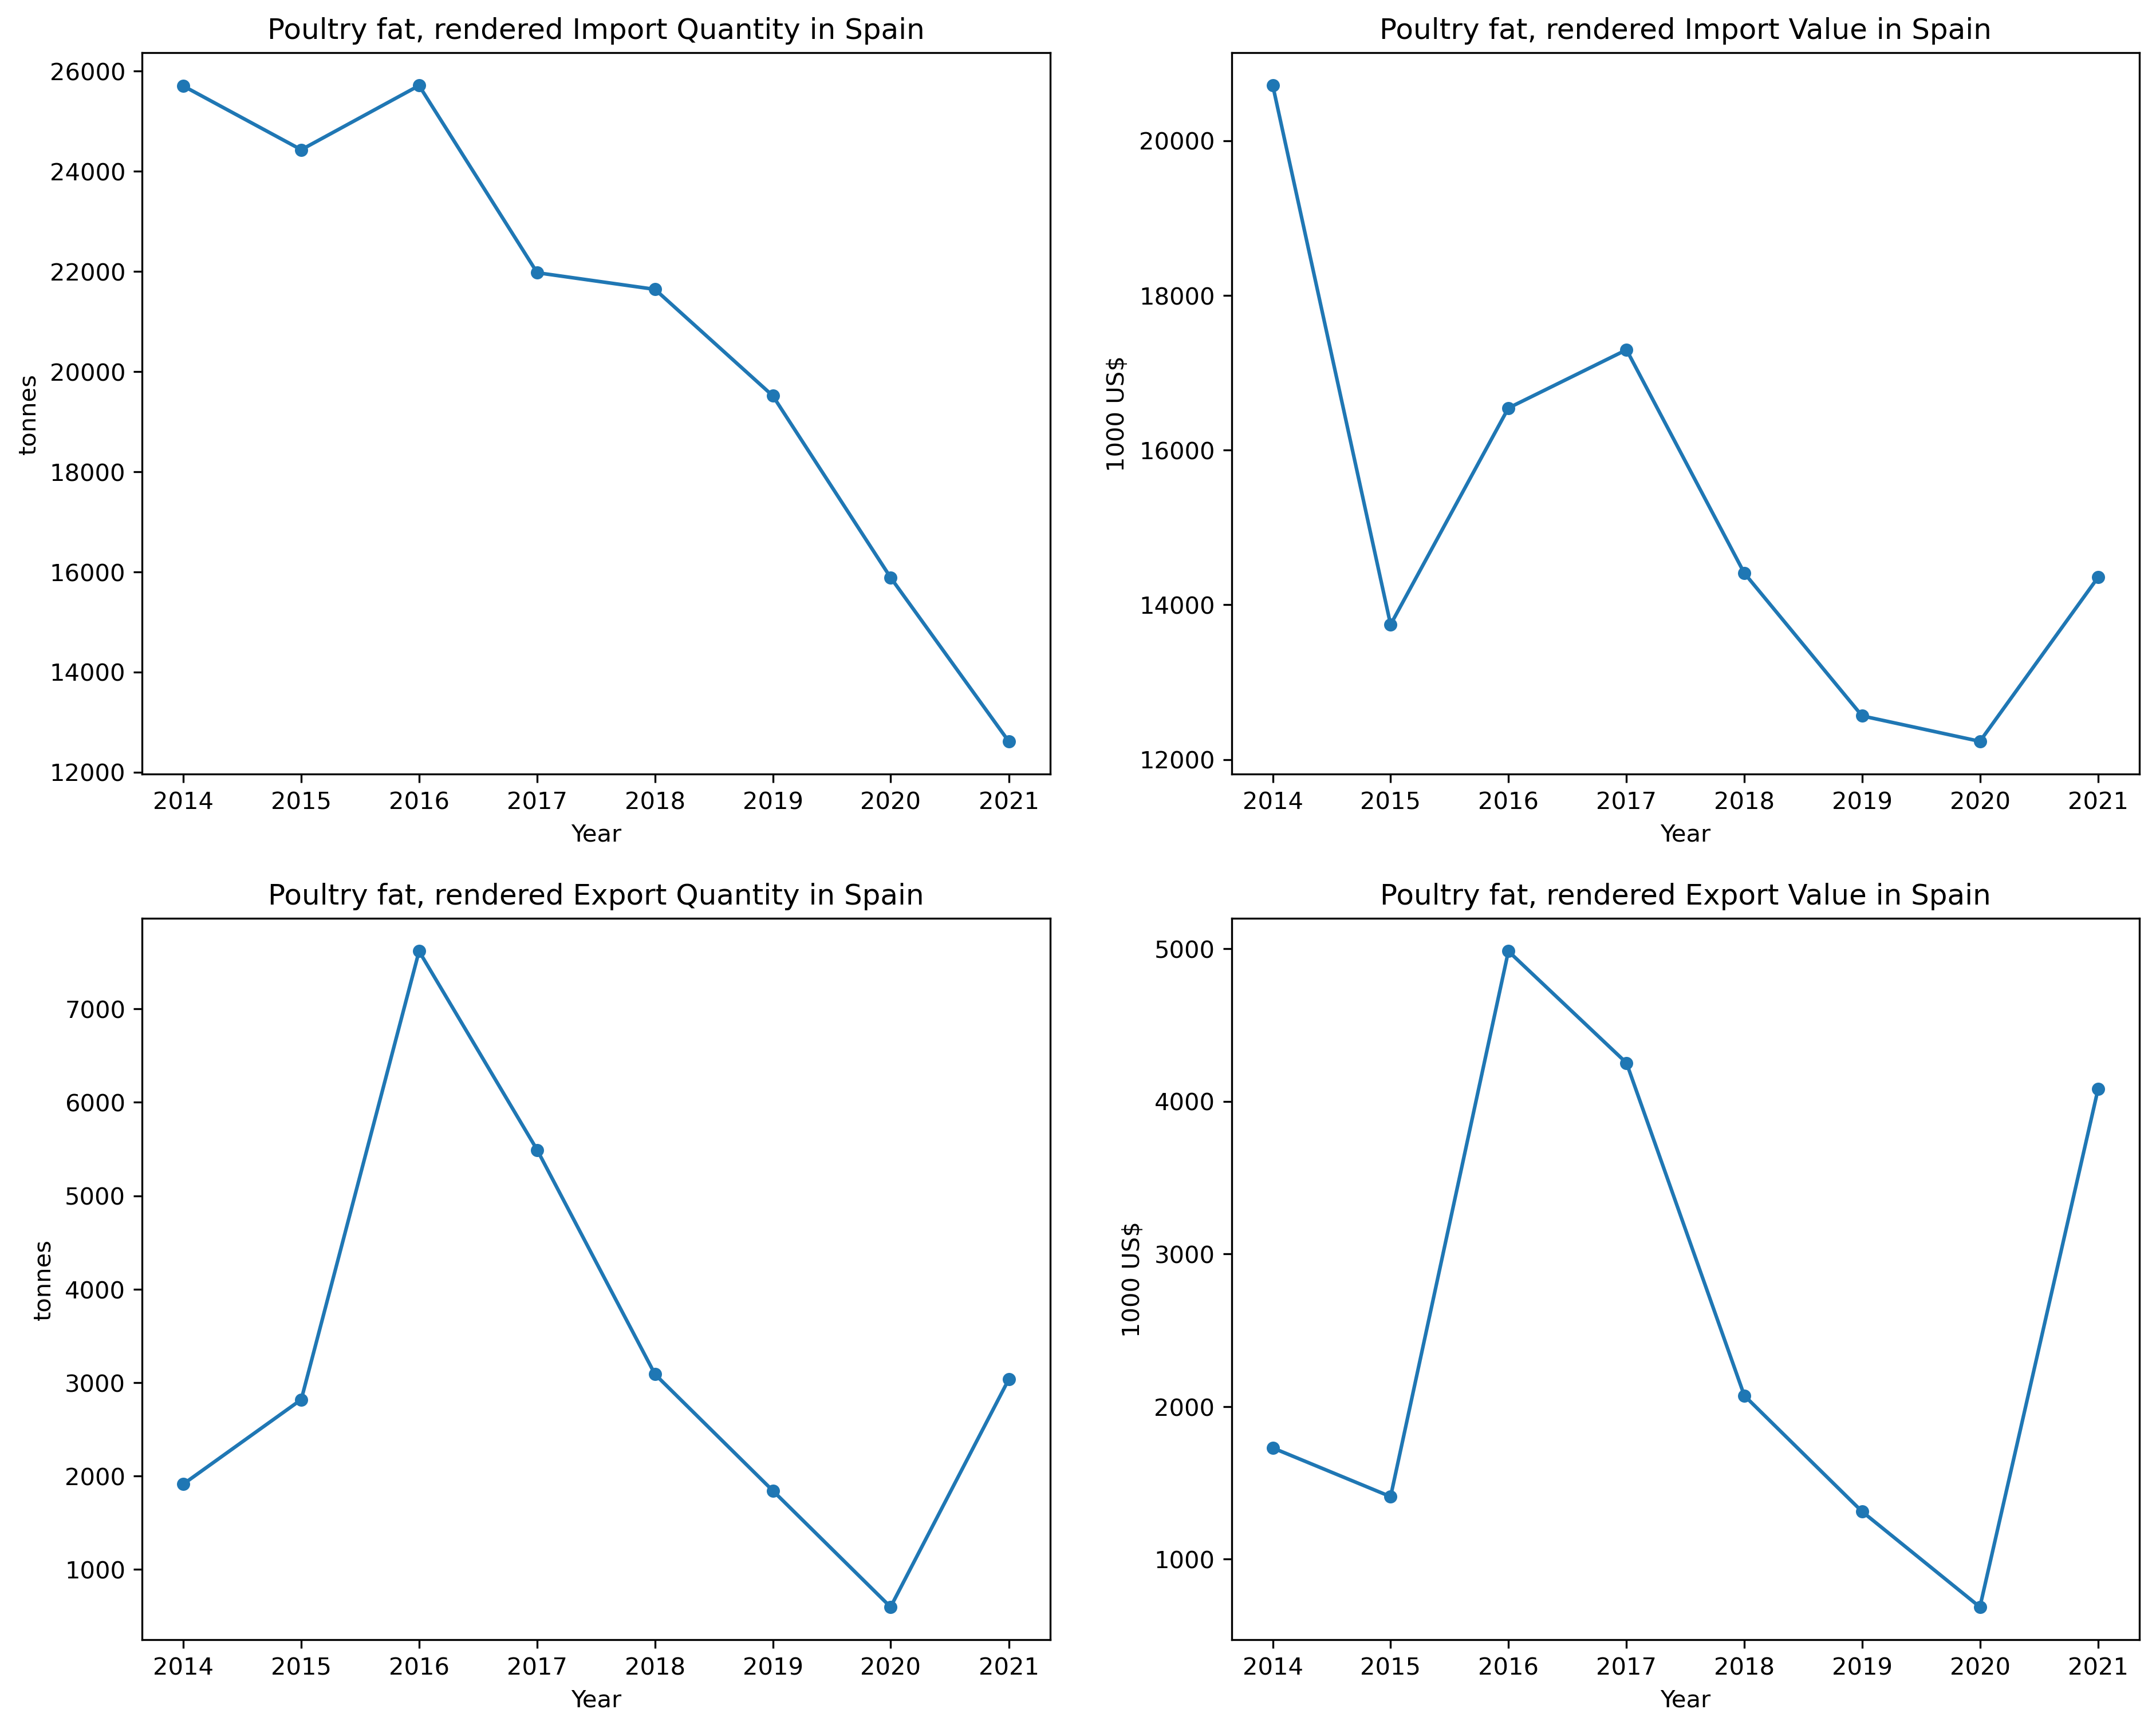 Poultry fat, rendered Import Quantity in Spain
26000
24000
22000
20000
18000
16000
14000
12000
tonnes
2014 2015 2016 2017 2018 2019 2020 2021
Year
Poultry fat, rendered Import Value in Spain
20000
18000
16000
14000
12000
1000 US$
2014 2015 2016 2017 2018 2019 2020 2021
Year
Poultry fat, rendered Export Quantity in Spain
7000
6000
5000
4000
3000
2000
1000
tonnes
2014 2015 2016 2017 2018 2019 2020 2021
Year
Poultry fat, rendered Export Value in Spain
5000
4000
3000
2000
1000
1000 US$
2014 2015 2016 2017 2018 2019 2020 2021
Year